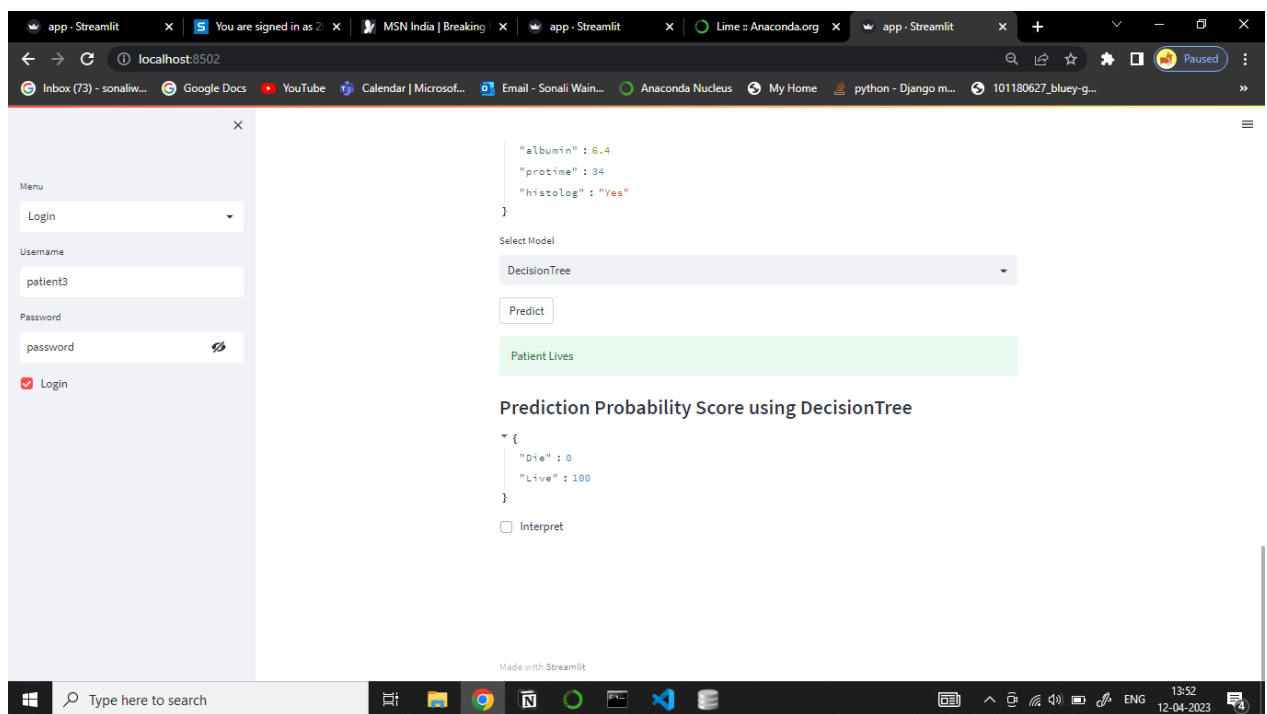 app · Streamlit
You are signed in as 2
MSN India | Breaking
app · Streamlit
Lime :: Anaconda.org
app · Streamlit
localhost:8502
Paused
Inbox (73) - sonaliw...
Google Docs
YouTube
Calendar | Microsof...
Email - Sonali Wain...
Anaconda Nucleus
My Home
python - Django m...
101180627_bluey-g...
»
Menu
Login
Username
patient3
Password
password
Login
"albumin" : 6.4
"protime" : 34
"histolog" : "Yes"
}
Select Model
DecisionTree
Predict
Patient Lives
Prediction Probability Score using DecisionTree
{
"Die" : 0
"Live" : 100
}
Interpret
Made with Streamlit
Type here to search
ENG
13:52
12-04-2023
4